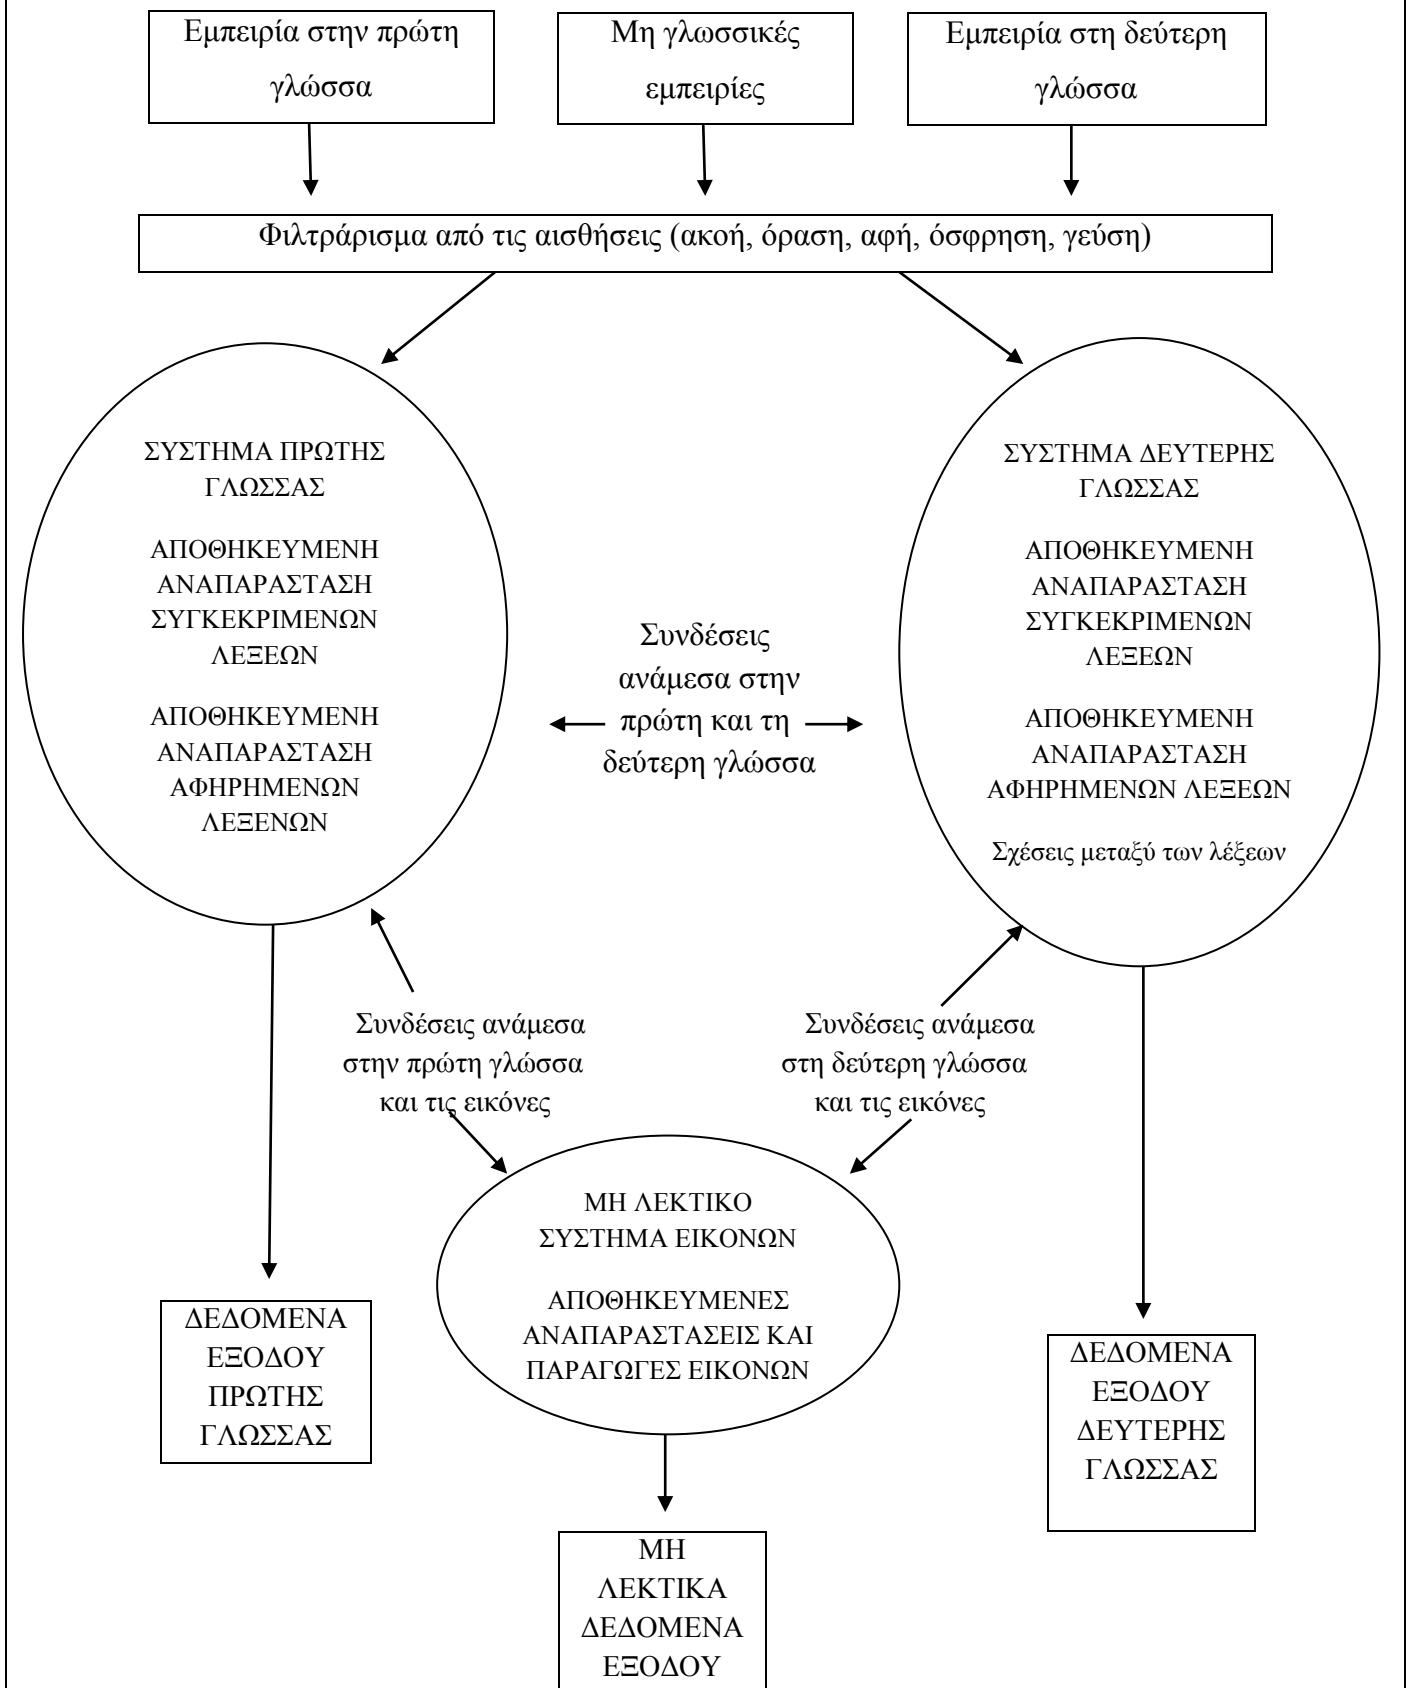 Εμπειρία στην πρώτη
γλώσσα
Μη γλωσσικές
εμπειρίες
Εμπειρία στη δεύτερη
γλώσσα
Φιλτράρισμα από τις αισθήσεις (ακοή, όραση, αφή, όσφρηση, γεύση)
ΣΥΣΤΗΜΑ ΠΡΩΤΗΣ
ΓΛΩΣΣΑΣ
ΑΠΟΘΗΚΕΥΜΕΝΗ
ΑΝΑΠΑΡΑΣΤΑΣΗ
ΣΥΓΚΕΚΡΙΜΕΝΩΝ
ΛΕΞΕΩΝ
ΑΠΟΘΗΚΕΥΜΕΝΗ
ΑΝΑΠΑΡΑΣΤΑΣΗ
ΑΦΗΡΗΜΕΝΩΝ
ΛΕΞΕΝΩΝ
Συνδέσεις
ανάμεσα στην
πρώτη και τη
δεύτερη γλώσσα
ΣΥΣΤΗΜΑ ΔΕΥΤΕΡΗΣ
ΓΛΩΣΣΑΣ
ΑΠΟΘΗΚΕΥΜΕΝΗ
ΑΝΑΠΑΡΑΣΤΑΣΗ
ΣΥΓΚΕΚΡΙΜΕΝΩΝ
ΛΕΞΕΩΝ
ΑΠΟΘΗΚΕΥΜΕΝΗ
ΑΝΑΠΑΡΑΣΤΑΣΗ
ΑΦΗΡΗΜΕΝΩΝ ΛΕΞΕΩΝ
Σχέσεις μεταξύ των λέξεων
Συνδέσεις ανάμεσα
στην πρώτη γλώσσα
και τις εικόνες
Συνδέσεις ανάμεσα
στη δεύτερη γλώσσα
και τις εικόνες
ΜΗ ΛΕΚΤΙΚΟ
ΣΥΣΤΗΜΑ ΕΙΚΟΝΩΝ
ΑΠΟΘΗΚΕΥΜΕΝΕΣ
ΑΝΑΠΑΡΑΣΤΑΣΕΙΣ ΚΑΙ
ΠΑΡΑΓΩΓΕΣ ΕΙΚΟΝΩΝ
ΔΕΔΟΜΕΝΑ
ΕΞΟΔΟΥ
ΠΡΩΤΗΣ
ΓΛΩΣΣΑΣ
ΔΕΔΟΜΕΝΑ
ΕΞΟΔΟΥ
ΔΕΥΤΕΡΗΣ
ΓΛΩΣΣΑΣ
ΜΗ
ΛΕΚΤΙΚΑ
ΔΕΔΟΜΕΝΑ
ΕΞΟΔΟΥ